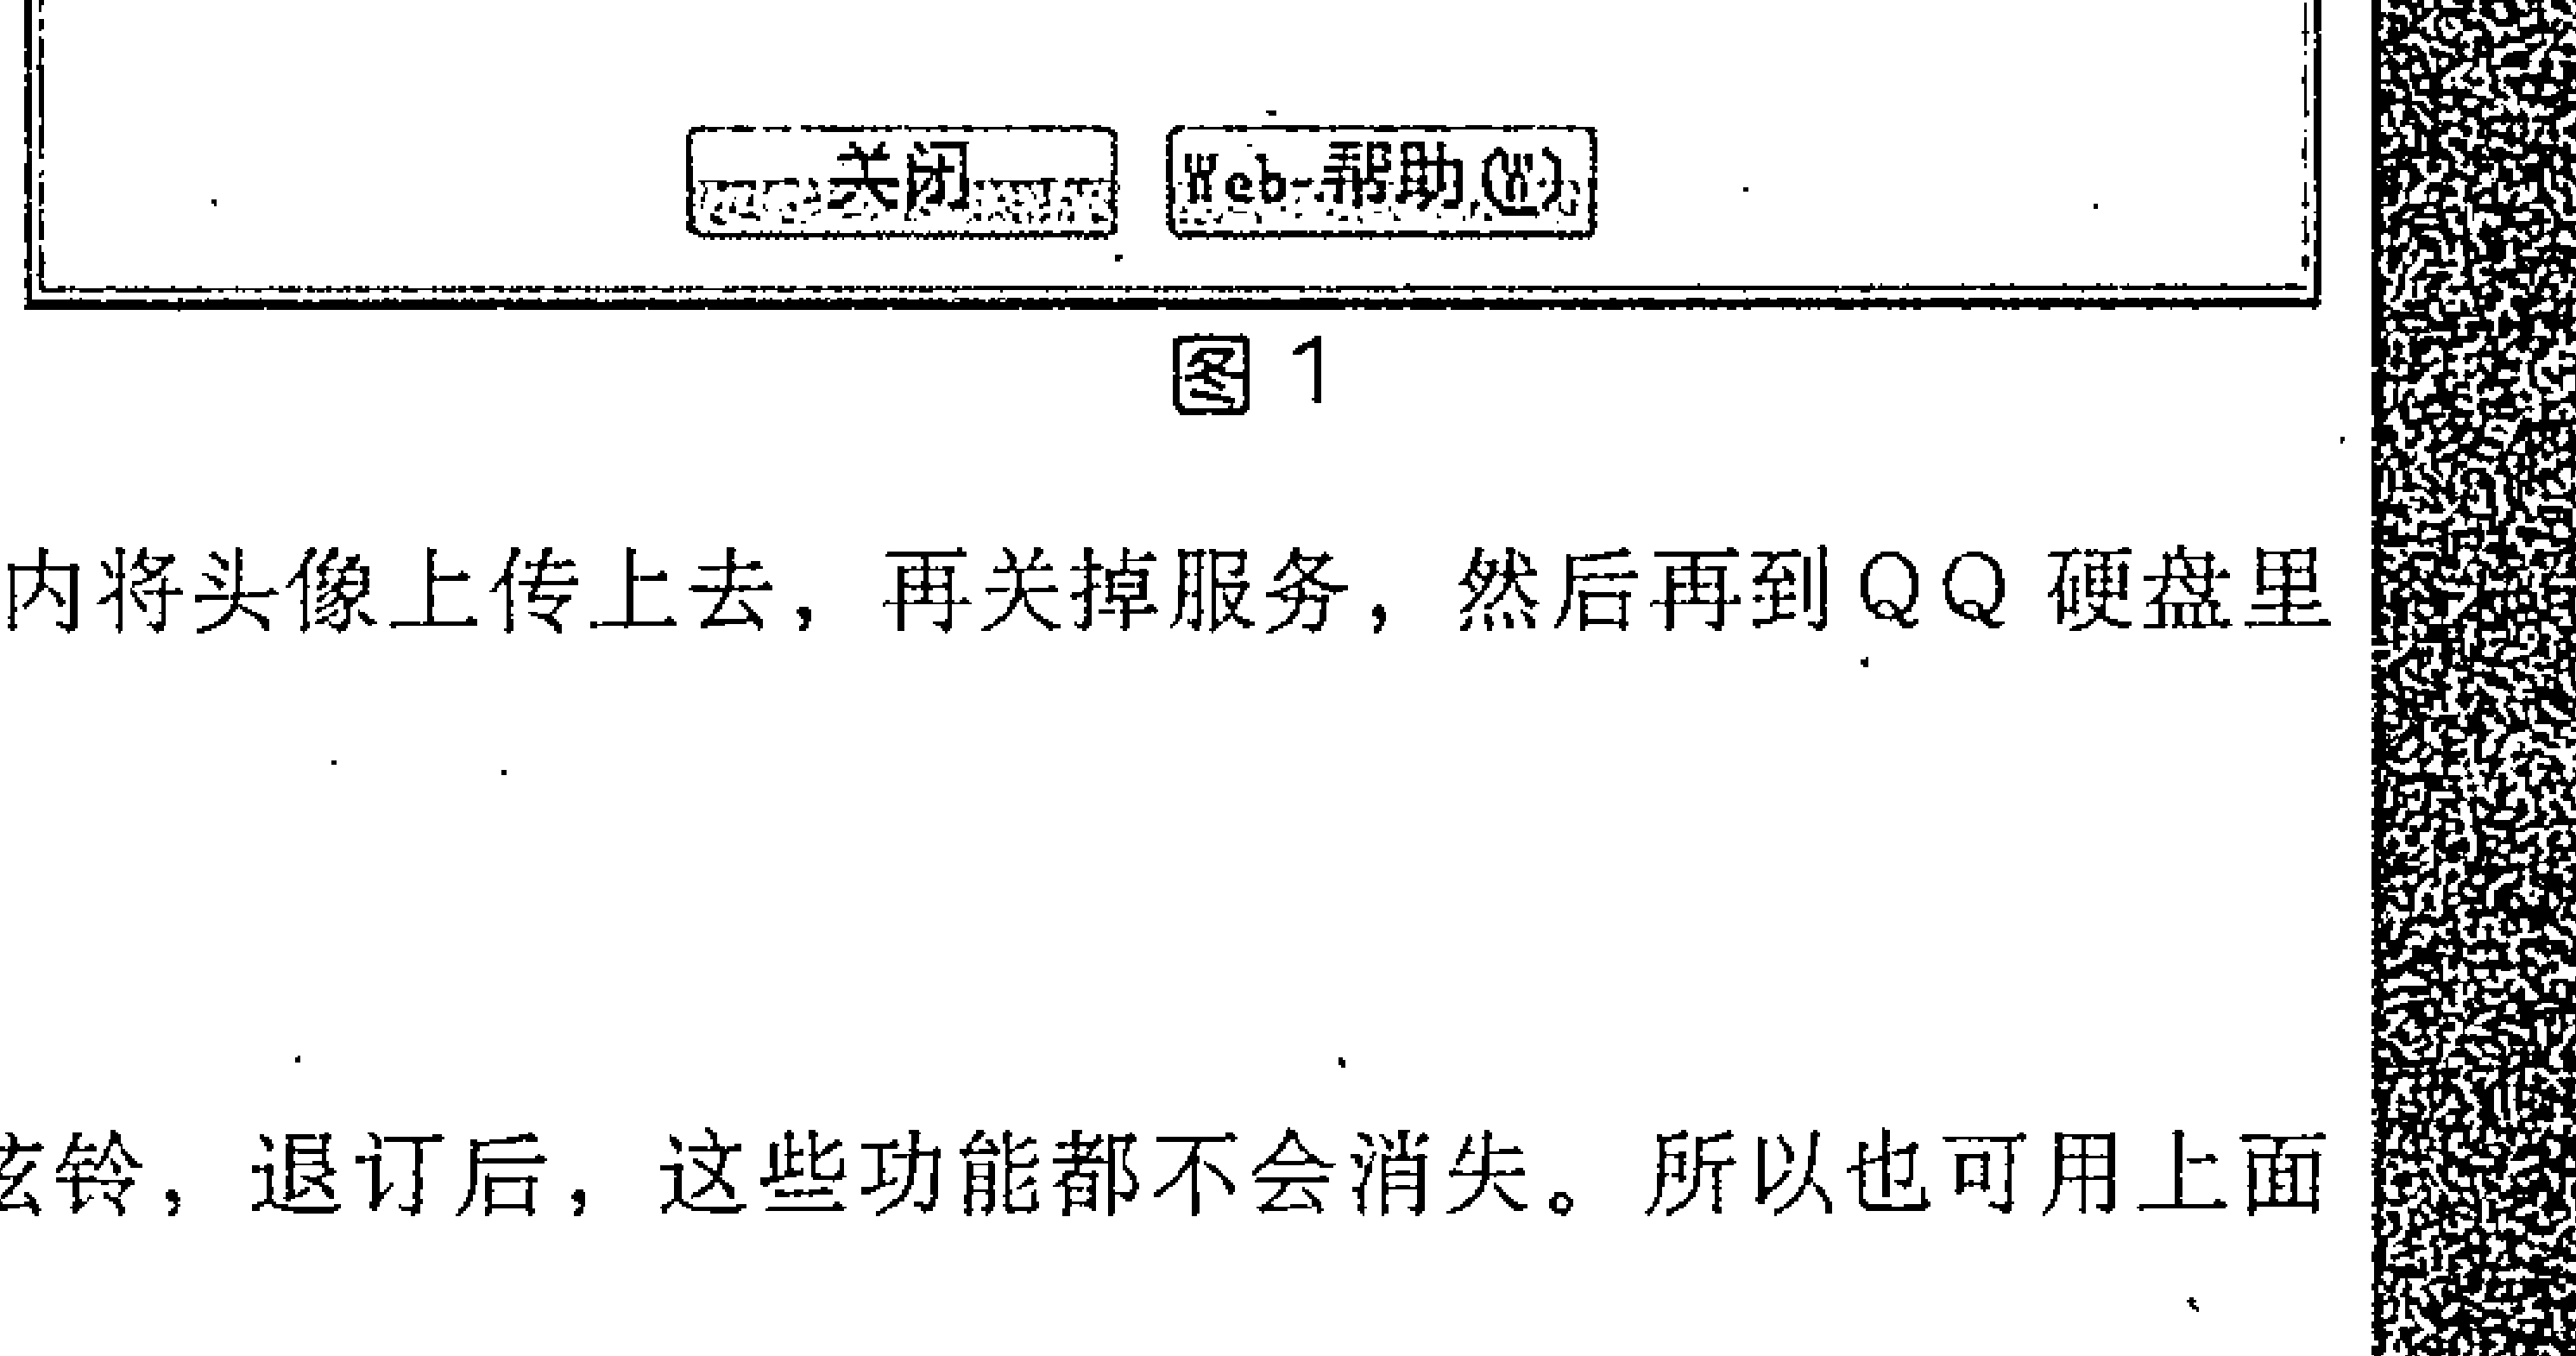 关闭 Web 帮助(W)
图 1
内将头像上传上去，再关掉服务，然后再到QQ 硬盘里
铃，退订后，这些功能都不会消失。所以也可用上面